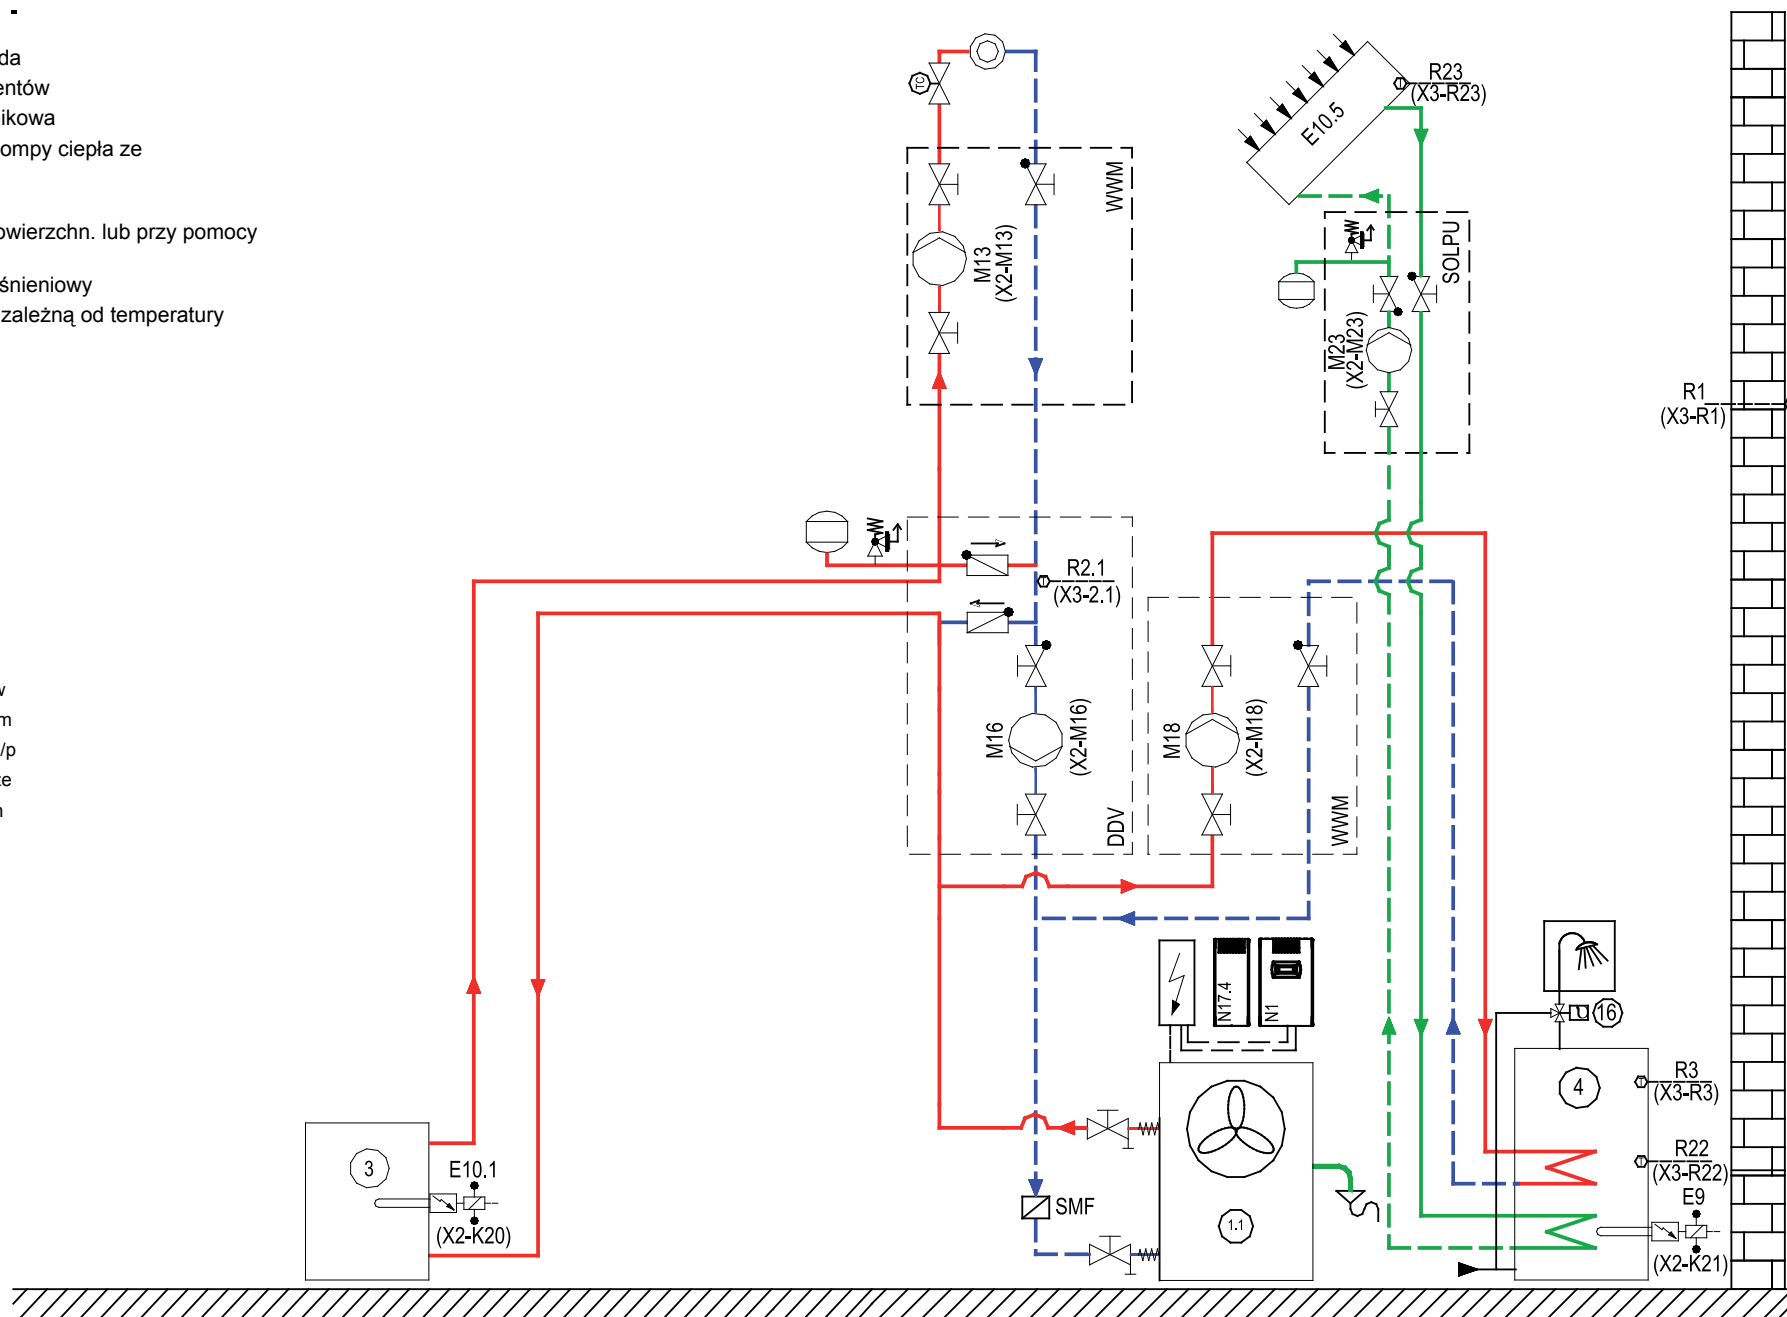 da
entów
ikowa
ompy ciepła ze
owierzchn. lub przy pomocy
śnieniowy
zależną od temperatury
w
m
/p
te
h
TC
WWM
M13
(X2-M13)
R23
(X3-R23)
E10.5
SOLPU
M23
(X2-M23)
R1
(X3-R1)
R2.1
(X3-2.1)
M16
(X2-M16)
DDV
M18
(X2-M18)
WWM
N17.4
N1
16
4
R3
(X3-R3)
R22
(X3-R22)
E9
(X2-K21)
3
E10.1
(X2-K20)
SMF
1.1